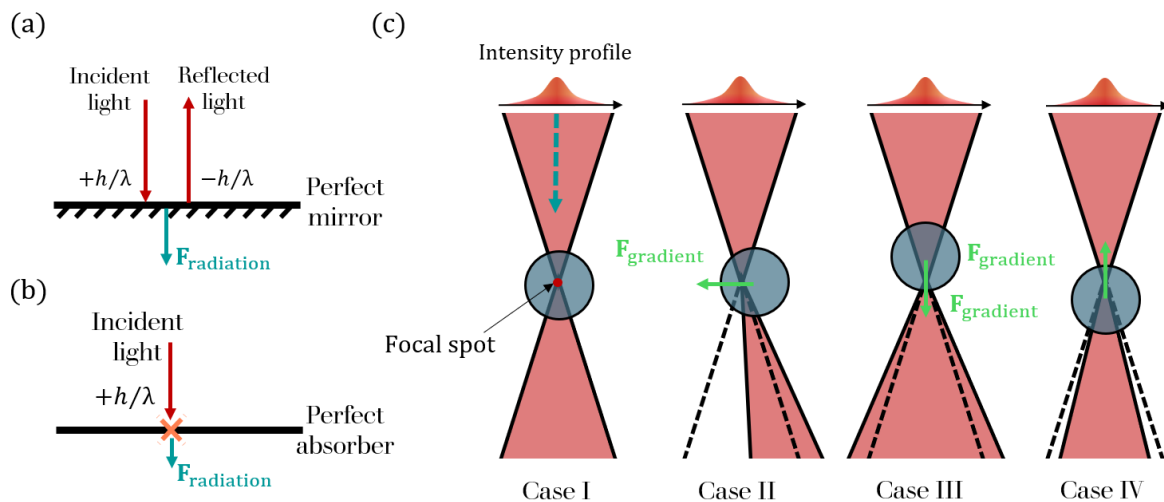 (a)
Incident
light
Reflected
light
+h/λ
−h/λ
Perfect
mirror
F_radiation
(b)
Incident
light
+h/λ
Perfect
absorber
F_radiation
(c)
Intensity profile
Focal spot
F_gradient
F_gradient
F_gradient
Case I
Case II
Case III
Case IV